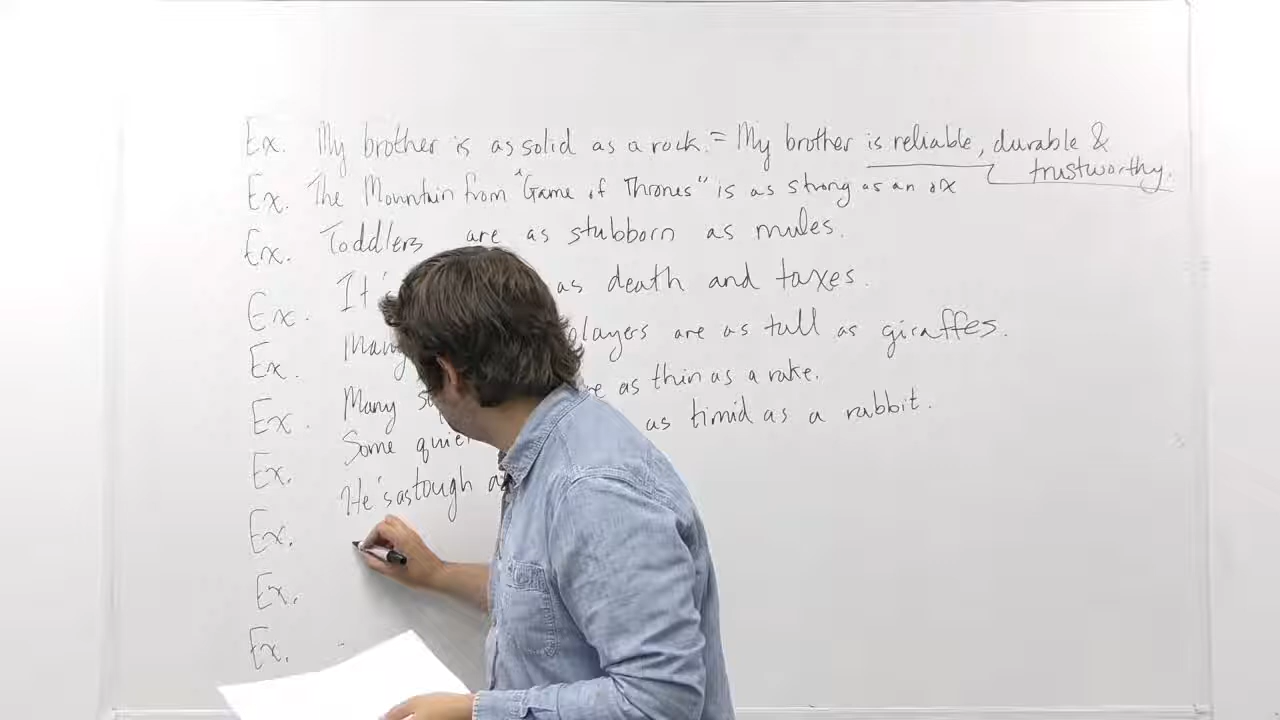 Ex. My brother is as solid as a rock. = My brother is reliable, durable &
trustworthy.
Ex. The Mountain from "Game of Thrones" is as strong as an ox
Ex. Toddlers are as stubborn as mules.
Ex. as death and taxes.
Ex. Many players are as tall as giraffes.
Ex. Many as thin as a rake.
Ex. Some as timid as a rabbit.
Ex. He's as tough
Ex.
Ex.